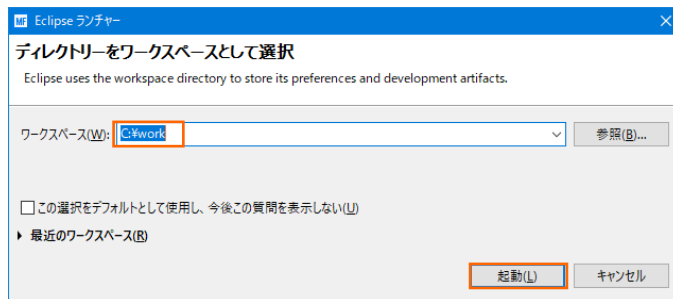 MF Eclipse ランチャー
ディレクトリーをワークスペースとして選択
Eclipse uses the workspace directory to store its preferences and development artifacts.
ワークスペース(W): C:¥work 参照(B)...
この選択をデフォルトとして使用し、今後この質問を表示しない(U)
最近のワークスペース(R)
起動(L) キャンセル